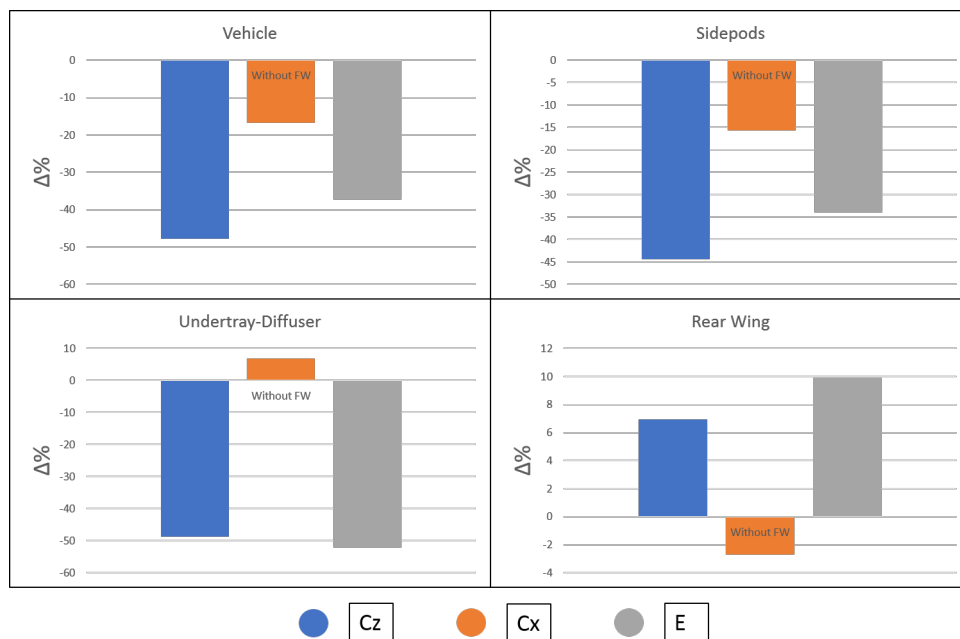 Vehicle
0
-10
-20
-30
-40
-50
-60
Δ%
Without FW
Sidepods
0
-5
-10
-15
-20
-25
-30
-35
-40
-45
-50
Δ%
Without FW
Undertray-Diffuser
10
0
-10
-20
-30
-40
-50
-60
Δ%
Without FW
Rear Wing
12
10
8
6
4
2
0
-2
-4
Δ%
Without FW
Cz Cx E